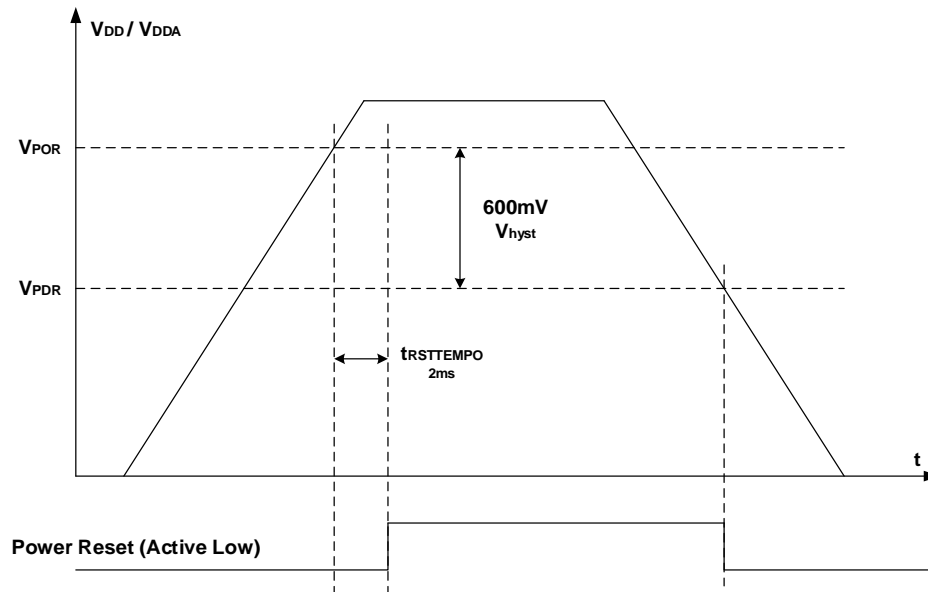 VDD / VDDA
VPOR
600mV
Vhyst
VPDR
tRSTTEMPO
2ms
t
Power Reset (Active Low)